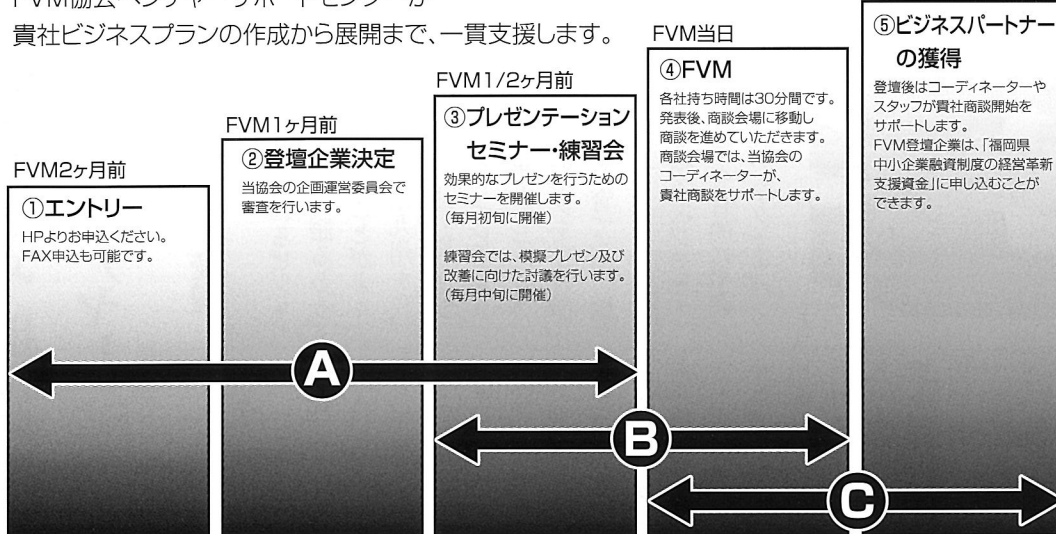 FVM協会ベンチャーサポートセンターが
貴社ビジネスプランの作成から展開まで、一貫支援します。
FVM2ヶ月前
①エントリー
HPよりお申込ください。
FAX申込も可能です。
FVM1ヶ月前
②登壇企業決定
当協会の企画運営委員会で
審査を行います。
FVM1/2ヶ月前
③プレゼンテーション
セミナー・練習会
効果的なプレゼンを行うための
セミナーを開催します。
(毎月初旬に開催)
練習会では、模擬プレゼン及び
改善に向けた討議を行います。
(毎月中旬に開催)
FVM当日
④FVM
各社持ち時間は30分間です。
発表後、商談会場に移動し
商談を進めていただきます。
商談会場では、当協会の
コーディネーターが、
貴社商談をサポートします。
⑤ビジネスパートナー
の獲得
登壇後はコーディネーターや
スタッフが貴社商談開始を
サポートします。
FVM登壇企業は、「福岡県
中小企業融資制度の経営革新
支援資金」に申し込むことが
できます。
A
B
C